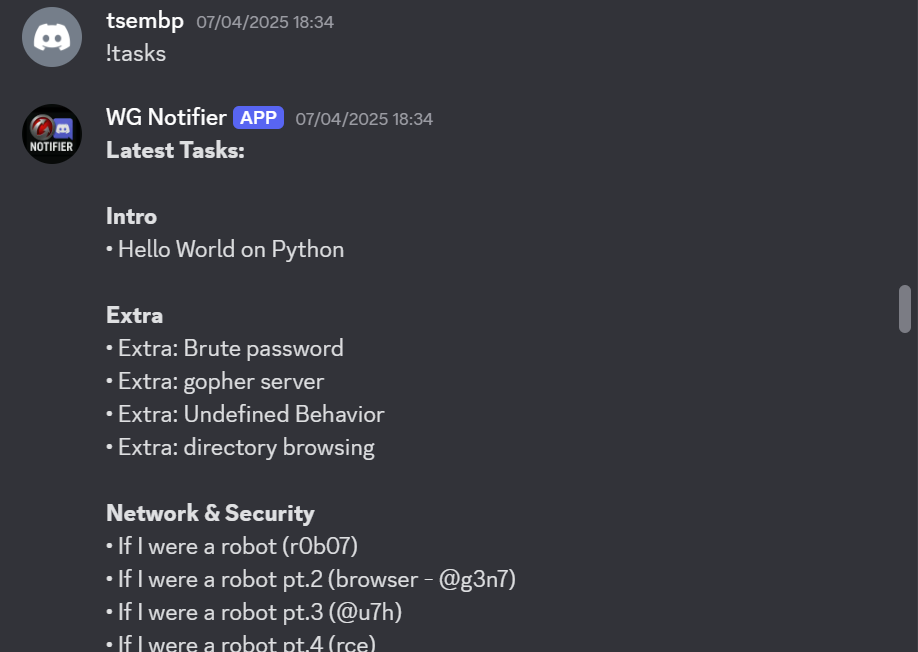 tsembp 07/04/2025 18:34
!tasks
NOTIFIER
WG Notifier APP 07/04/2025 18:34
Latest Tasks:
Intro
• Hello World on Python
Extra
• Extra: Brute password
• Extra: gopher server
• Extra: Undefined Behavior
• Extra: directory browsing
Network & Security
• If I were a robot (r0b07)
• If I were a robot pt.2 (browser - @g3n7)
• If I were a robot pt.3 (@u7h)
• If I were a robot pt.4 (rce)